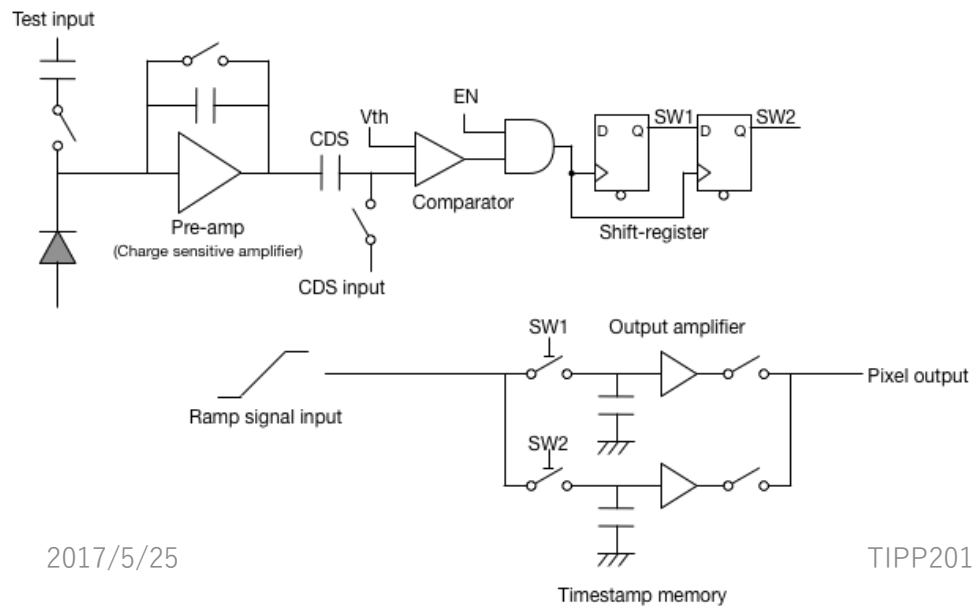 Test input
Vth
EN
CDS
D Q
SW1
D Q
SW2
Comparator
Pre-amp
(Charge sensitive amplifier)
Shift-register
CDS input
SW1
Output amplifier
Ramp signal input
Pixel output
SW2
2017/5/25
TIPP201
Timestamp memory